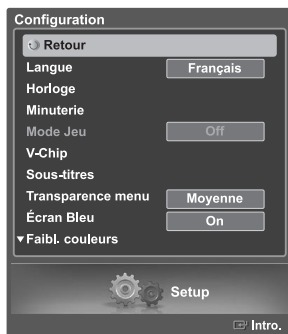 Configuration
Retour
Langue Français
Horloge
Minuterie
Mode Jeu Off
V-Chip
Sous-titres
Transparence menu Moyenne
Écran Bleu On
▼Faibl. couleurs
Setup
Intro.